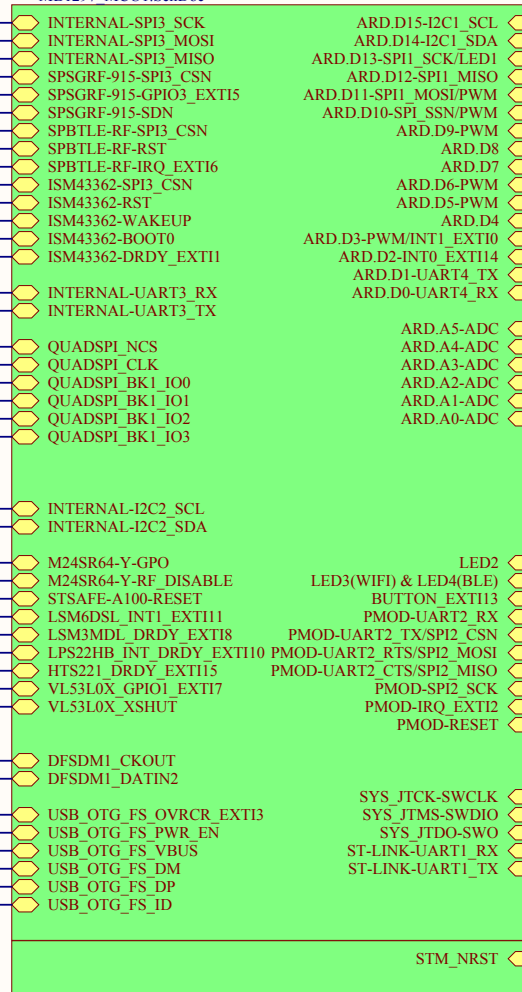 INTERNAL-SPI3_SCK
INTERNAL-SPI3_MOSI
INTERNAL-SPI3_MISO
SPSGRF-915-SPI3_CSN
SPSGRF-915-GPIO3_EXTI5
SPSGRF-915-SDN
SPBTLE-RF-SPI3_CSN
SPBTLE-RF-RST
SPBTLE-RF-IRQ_EXTI6
ISM43362-SPI3_CSN
ISM43362-RST
ISM43362-WAKEUP
ISM43362-BOOT0
ISM43362-DRDY_EXTI1
INTERNAL-UART3_RX
INTERNAL-UART3_TX
QUADSPI_NCS
QUADSPI_CLK
QUADSPI_BK1_IO0
QUADSPI_BK1_IO1
QUADSPI_BK1_IO2
QUADSPI_BK1_IO3
INTERNAL-I2C2_SCL
INTERNAL-I2C2_SDA
M24SR64-Y-GPO
M24SR64-Y-RF_DISABLE
STSAFE-A100-RESET
LSM6DSL_INT1_EXTI11
LSM3MDL_DRDY_EXTI8
LPS22HB_INT_DRDY_EXTI10
HTS221_DRDY_EXTI15
VL53L0X_GPIO1_EXTI7
VL53L0X_XSHUT
DFSDM1_CKOUT
DFSDM1_DATIN2
USB_OTG_FS_OVRCR_EXTI3
USB_OTG_FS_PWR_EN
USB_OTG_FS_VBUS
USB_OTG_FS_DM
USB_OTG_FS_DP
USB_OTG_FS_ID
ARD.D15-I2C1_SCL
ARD.D14-I2C1_SDA
ARD.D13-SPI1_SCK/LED1
ARD.D12-SPI1_MISO
ARD.D11-SPI1_MOSI/PWM
ARD.D10-SPI_SSN/PWM
ARD.D9-PWM
ARD.D8
ARD.D7
ARD.D6-PWM
ARD.D5-PWM
ARD.D4
ARD.D3-PWM/INT1_EXTI0
ARD.D2-INT0_EXTI14
ARD.D1-UART4_TX
ARD.D0-UART4_RX
ARD.A5-ADC
ARD.A4-ADC
ARD.A3-ADC
ARD.A2-ADC
ARD.A1-ADC
ARD.A0-ADC
LED2
LED3(WIFI) & LED4(BLE)
BUTTON_EXTI13
PMOD-UART2_RX
PMOD-UART2_TX/SPI2_CSN
PMOD-UART2_RTS/SPI2_MOSI
PMOD-UART2_CTS/SPI2_MISO
PMOD-SPI2_SCK
PMOD-IRQ_EXTI2
PMOD-RESET
SYS_JTCK-SWCLK
SYS_JTMS-SWDIO
SYS_JTDO-SWO
ST-LINK-UART1_RX
ST-LINK-UART1_TX
STM_NRST